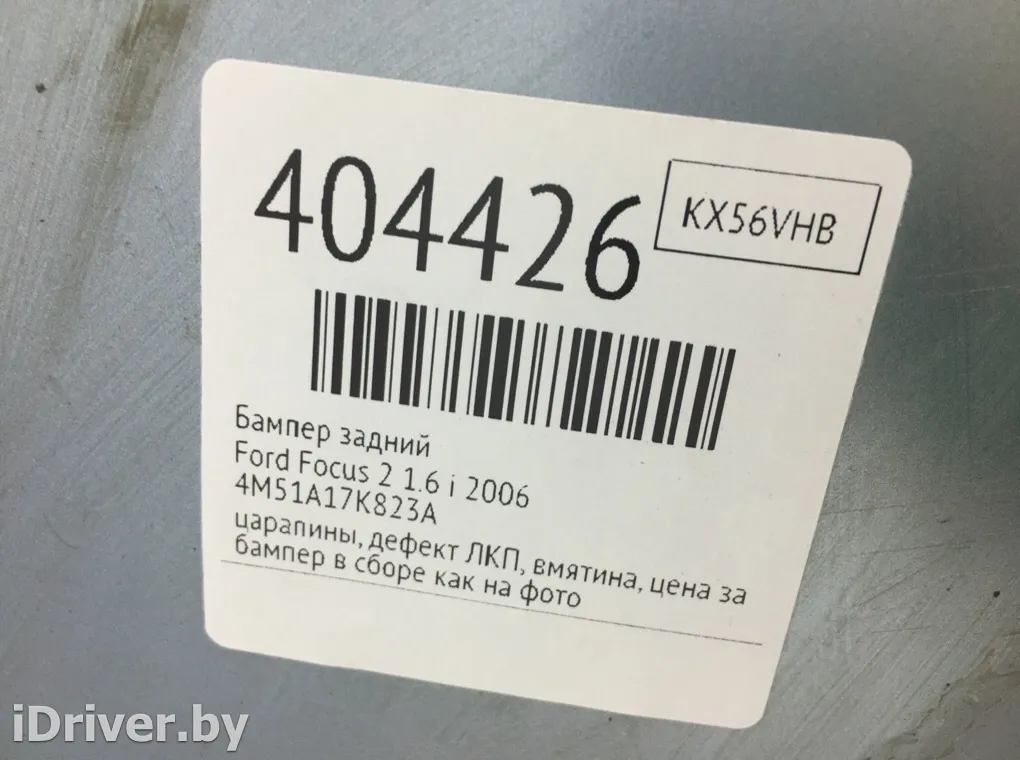 404426
KX56VHB
Бампер задний
Ford Focus 2 1.6 i 2006
4M51A17K823A
царапины, дефект ЛКП, вмятина, цена за
бампер в сборе как на фото
iDriver.by